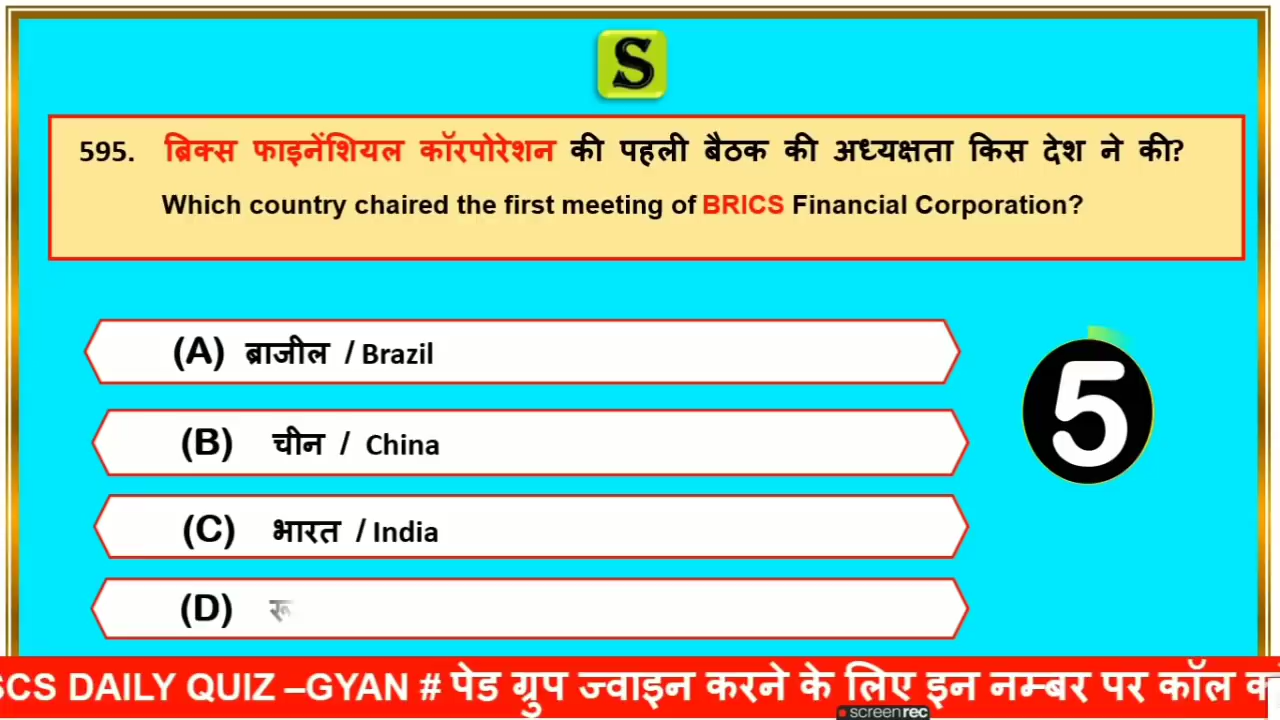 S
595. ब्रिक्स फाइनेंशियल कॉरपोरेशन की पहली बैठक की अध्यक्षता किस देश ने की?
Which country chaired the first meeting of BRICS Financial Corporation?
(A) ब्राजील / Brazil
5
(B) चीन / China
(C) भारत / India
(D)
DAILY QUIZ –GYAN # पेड ग्रुप ज्वाइन करने के लिए इन नम्बर पर कॉल
screenrec